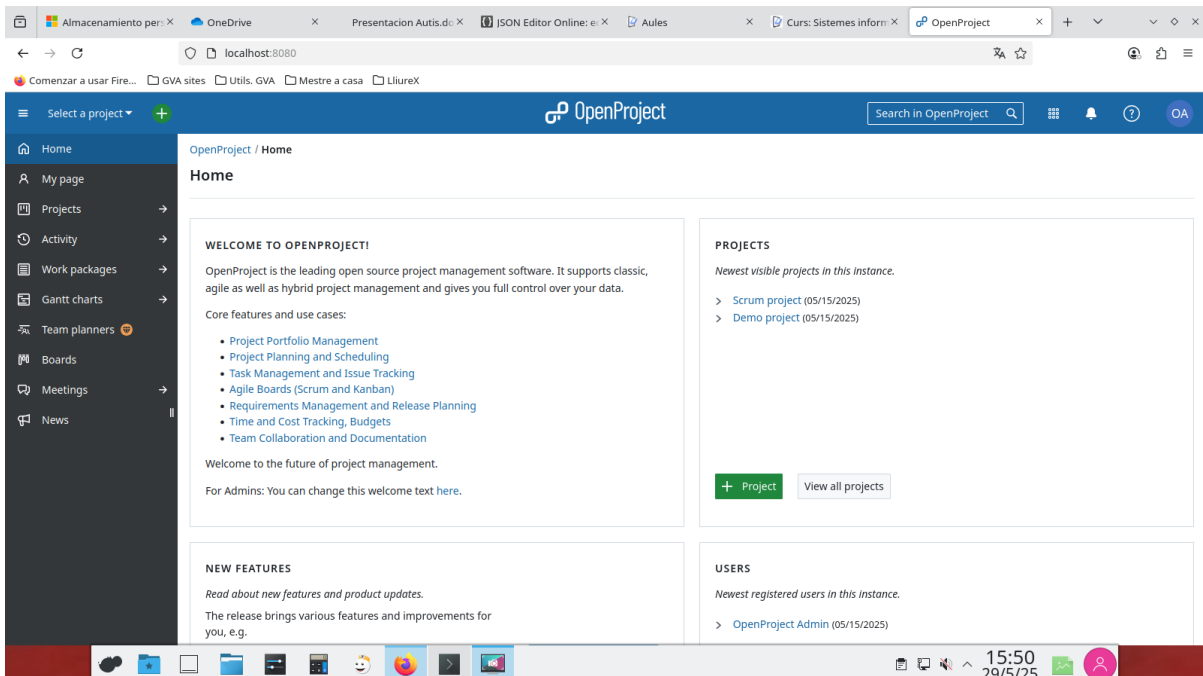 Almacenamiento pers
OneDrive
Presentacion Autis.do
JSON Editor Online: ec
Aules
Curs: Sistemes inform
OpenProject
localhost:8080
Comenzar a usar Fire...
GVA sites
Utils. GVA
Mestre a casa
LliureX
Select a project
OpenProject
Search in OpenProject
OA
Home
My page
Projects
Activity
Work packages
Gantt charts
Team planners
Boards
Meetings
News
OpenProject / Home
Home
WELCOME TO OPENPROJECT!
OpenProject is the leading open source project management software. It supports classic,
agile as well as hybrid project management and gives you full control over your data.
Core features and use cases:
• Project Portfolio Management
• Project Planning and Scheduling
• Task Management and Issue Tracking
• Agile Boards (Scrum and Kanban)
• Requirements Management and Release Planning
• Time and Cost Tracking, Budgets
• Team Collaboration and Documentation
Welcome to the future of project management.
For Admins: You can change this welcome text here.
PROJECTS
Newest visible projects in this instance.
Scrum project (05/15/2025)
Demo project (05/15/2025)
+ Project
View all projects
NEW FEATURES
Read about new features and product updates.
The release brings various features and improvements for
you, e.g.
USERS
Newest registered users in this instance.
OpenProject Admin (05/15/2025)
15:50
29/5/25